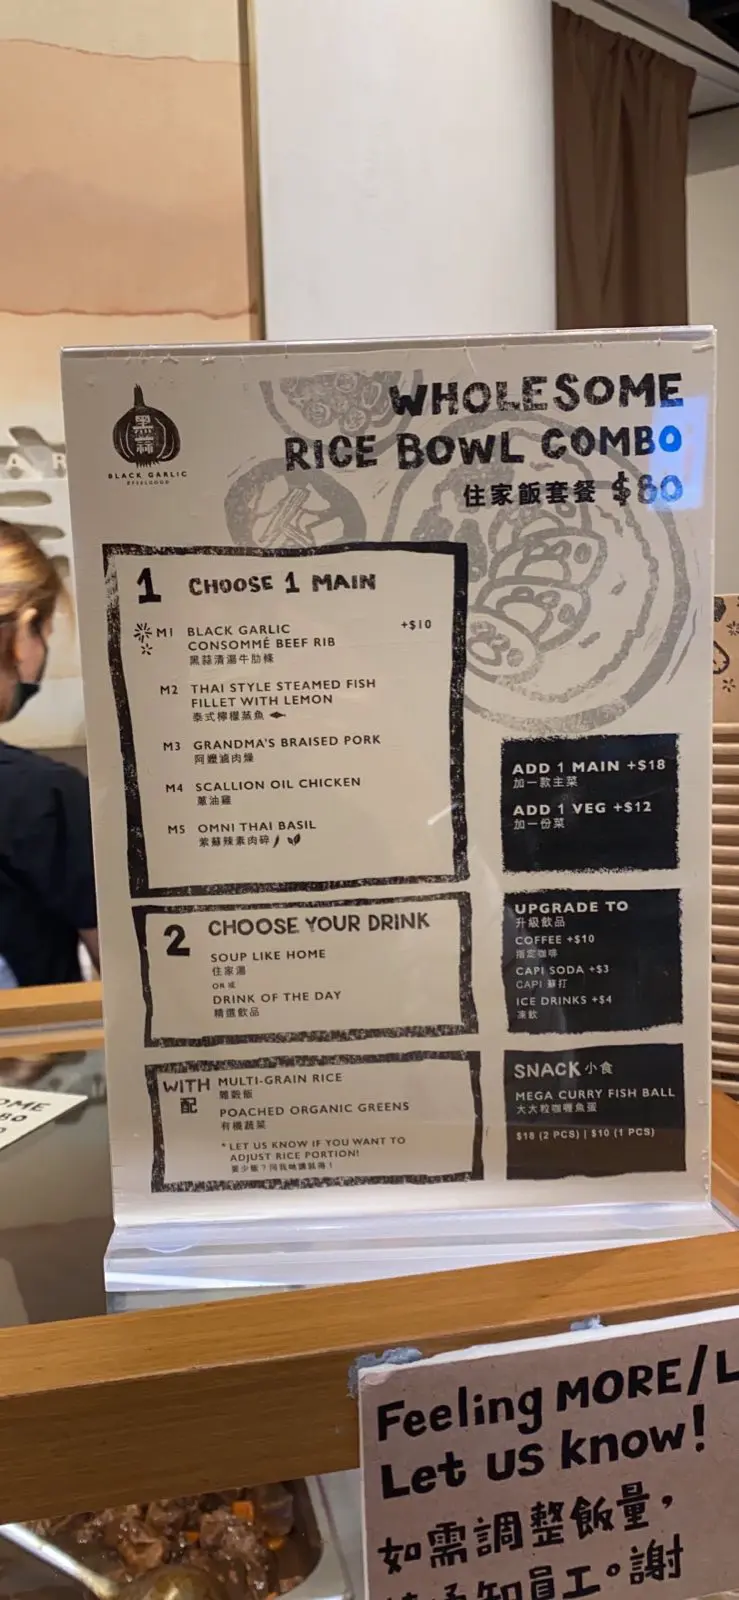 黑蒜
BLACK GARLIC
#FEELGOOD
WHOLESOME
RICE BOWL COMBO
住家飯套餐 $80
1 CHOOSE 1 MAIN
M1 BLACK GARLIC +$10
CONSOMMÉ BEEF RIB
黑蒜清湯牛肋條
M2 THAI STYLE STEAMED FISH
FILLET WITH LEMON
泰式檸檬蒸魚
M3 GRANDMA'S BRAISED PORK
阿嬤滷肉燥
M4 SCALLION OIL CHICKEN
蔥油雞
M5 OMNI THAI BASIL
紫蘇辣素肉碎
2 CHOOSE YOUR DRINK
SOUP LIKE HOME
住家湯
OR 或
DRINK OF THE DAY
精選飲品
WITH MULTI-GRAIN RICE
配 雜穀飯
POACHED ORGANIC GREENS
有機蔬菜
* LET US KNOW IF YOU WANT TO
ADJUST RICE PORTION!
ADD 1 MAIN +$18
加一款主菜
ADD 1 VEG +$12
加一份菜
UPGRADE TO
升級飲品
COFFEE +$10
指定咖啡
CAPI SODA +$3
CAPI 蘇打
ICE DRINKS +$4
凍飲
SNACK 小食
MEGA CURRY FISH BALL
大大粒咖喱魚蛋
$18 (2 PCS) | $10 (1 PCS)
OME
80
Feeling MORE/L
Let us know!
如需調整飯量，
員工。謝